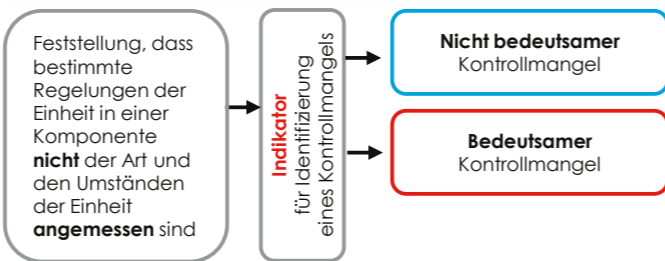 Feststellung, dass
bestimmte
Regelungen der
Einheit in einer
Komponente
nicht der Art und
den Umständen
der Einheit
angemessen sind
Indikator
für Identifizierung
eines Kontrollmangels
Nicht bedeutsamer
Kontrollmangel
Bedeutsamer
Kontrollmangel